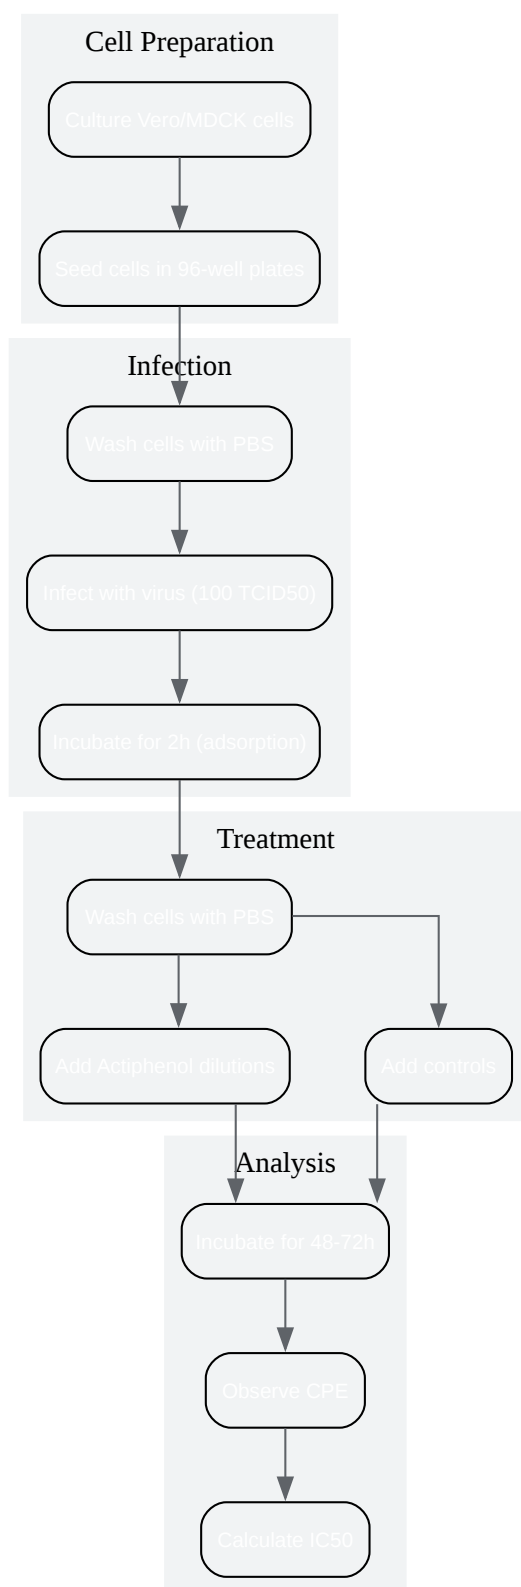 Cell Preparation
Culture Vero/MDCK cells
Seed cells in 96-well plates
Infection
Wash cells with PBS
Infect with virus (100 TCID50)
Incubate for 2h (adsorption)
Treatment
Wash cells with PBS
Add Actiphenol dilutions
Add controls
Analysis
Incubate for 48-72h
Observe CPE
Calculate IC50